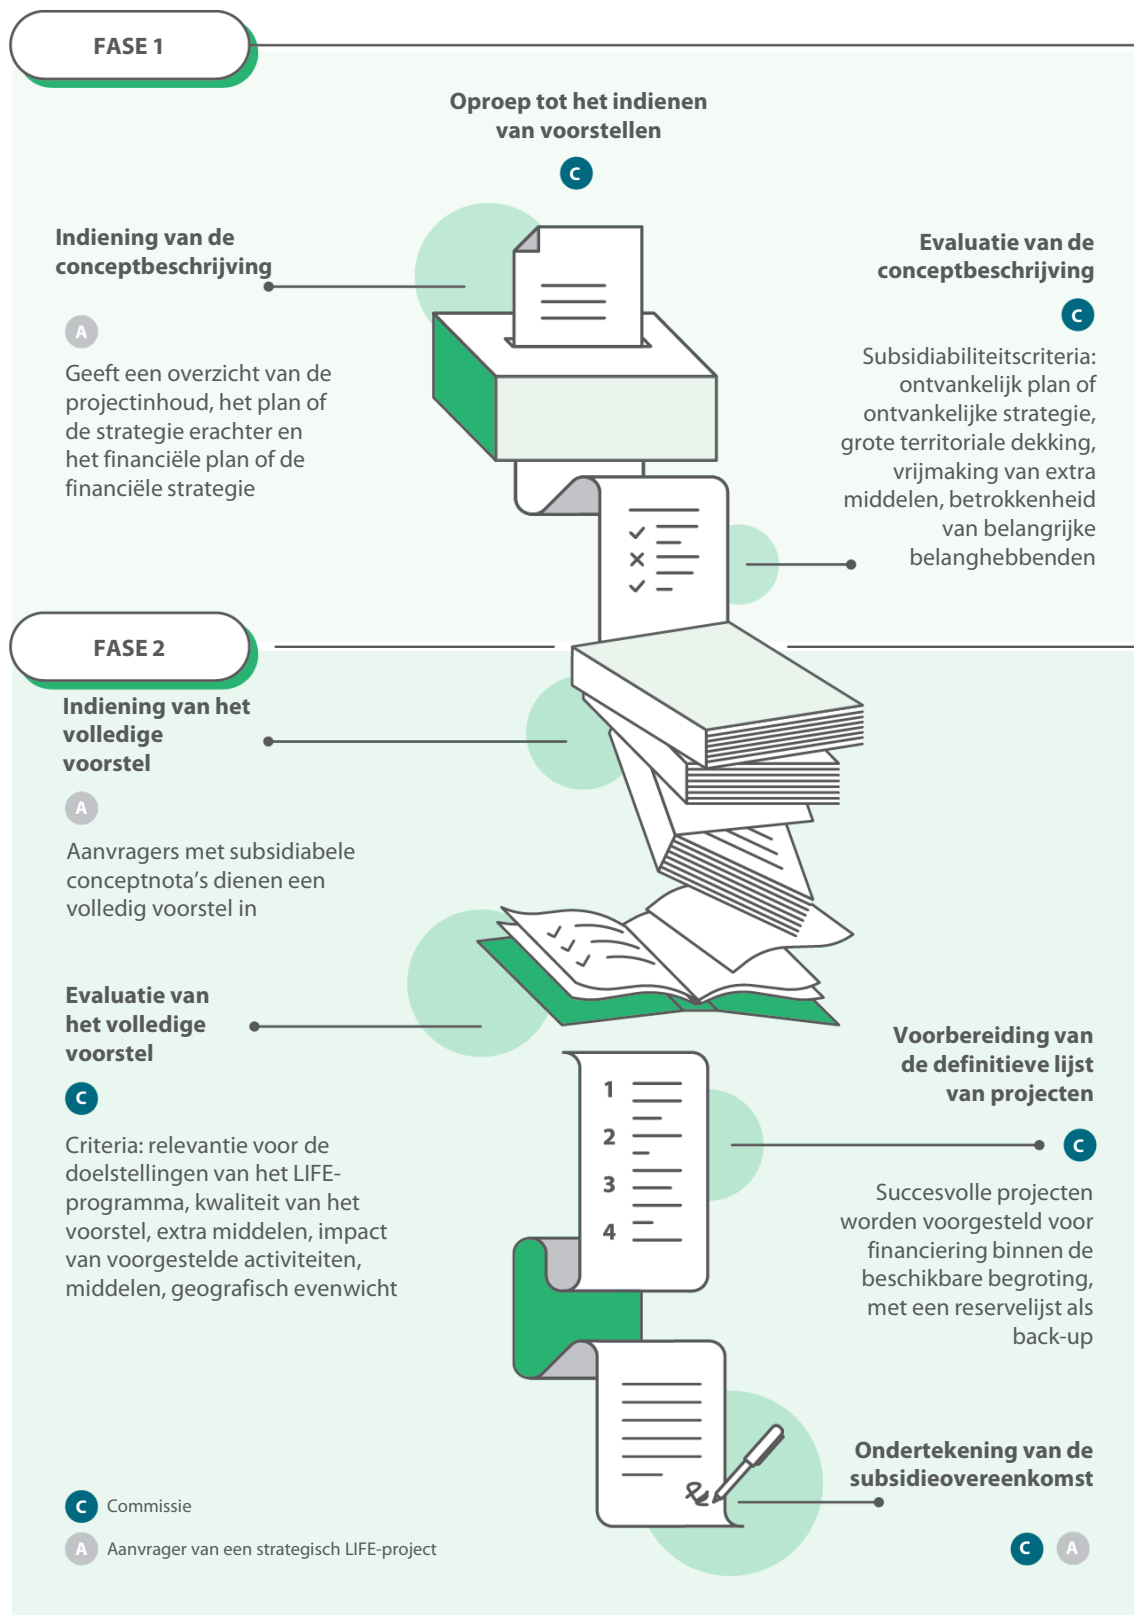 FASE 1
Oproep tot het indienen
van voorstellen
C
Indiening van de
conceptbeschrijving
A
Geeft een overzicht van de
projectinhoud, het plan of
de strategie erachter en
het financiële plan of de
financiële strategie
Evaluatie van de
conceptbeschrijving
C
Subsidiabiliteitscriteria:
ontvankelijk plan of
ontvankelijke strategie,
grote territoriale dekking,
vrijmaking van extra
middelen, betrokkenheid
van belangrijke
belanghebbenden
FASE 2
Indiening van het
volledige
voorstel
A
Aanvragers met subsidiabele
conceptnota's dienen een
volledig voorstel in
Evaluatie van
het volledige
voorstel
C
Criteria: relevantie voor de
doelstellingen van het LIFE-
programma, kwaliteit van het
voorstel, extra middelen, impact
van voorgestelde activiteiten,
middelen, geografisch evenwicht
1
2
3
4
Voorbereiding van
de definitieve lijst
van projecten
C
Succesvolle projecten
worden voorgesteld voor
financiering binnen de
beschikbare begroting,
met een reservelijst als
back-up
Ondertekening van de
subsidieovereenkomst
C A
C Commissie
A Aanvrager van een strategisch LIFE-project